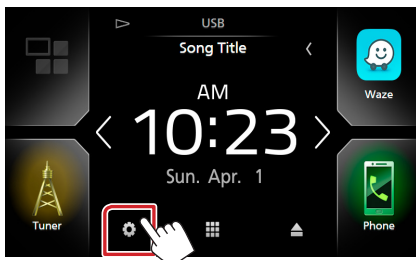 USB
Song Title
Waze
AM
10:23
Sun. Apr. 1
Tuner
Phone